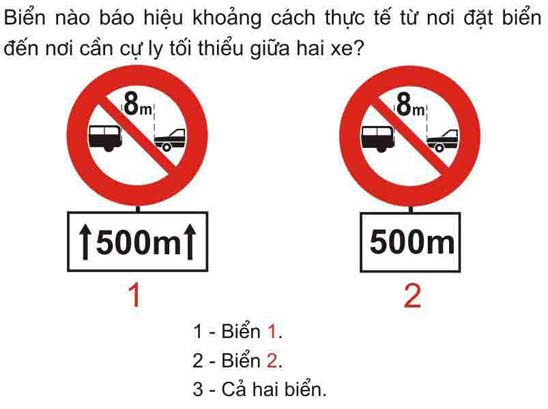 Biển nào báo hiệu khoảng cách thực tế từ nơi đặt biển
đến nơi cần cự ly tối thiểu giữa hai xe?
8m
8m
↑500m↑
500m
1
2
1 - Biển 1.
2 - Biển 2.
3 - Cả hai biển.